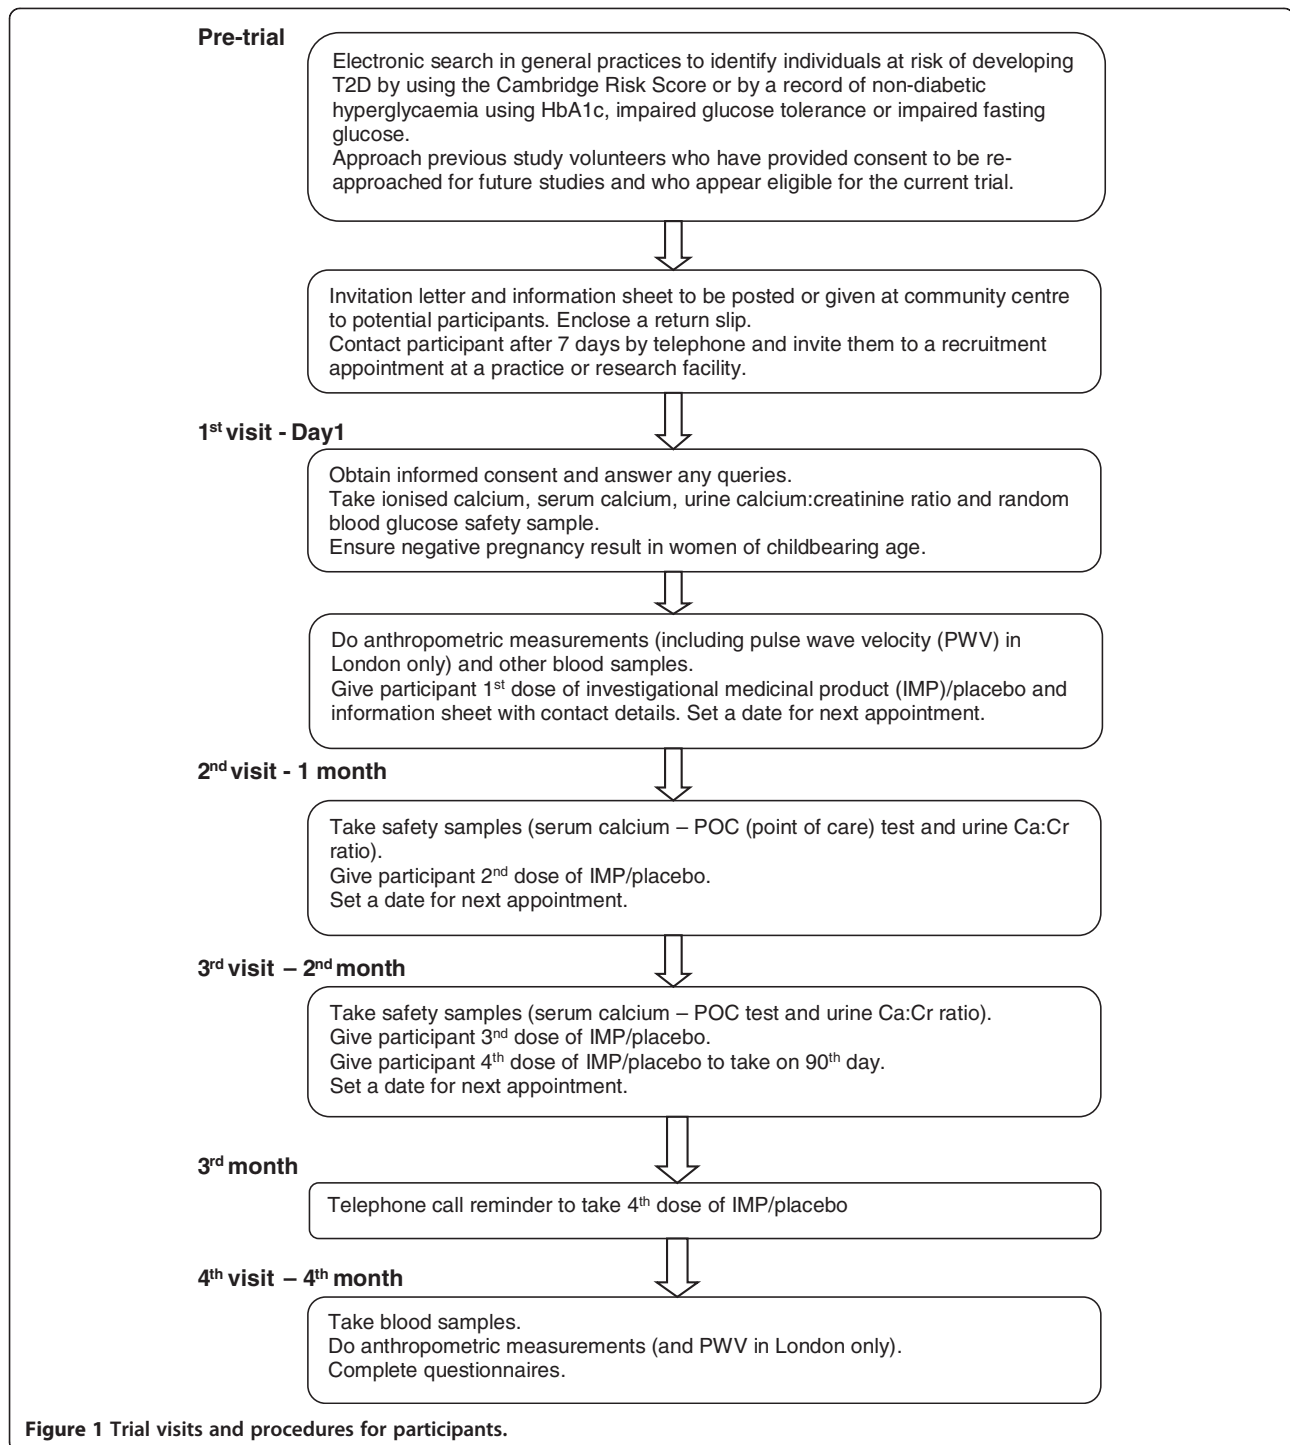 Pre-trial
Electronic search in general practices to identify individuals at risk of developing
T2D by using the Cambridge Risk Score or by a record of non-diabetic
hyperglycaemia using HbA1c, impaired glucose tolerance or impaired fasting
glucose.
Approach previous study volunteers who have provided consent to be re-
approached for future studies and who appear eligible for the current trial.
Invitation letter and information sheet to be posted or given at community centre
to potential participants. Enclose a return slip.
Contact participant after 7 days by telephone and invite them to a recruitment
appointment at a practice or research facility.
1st visit - Day1
Obtain informed consent and answer any queries.
Take ionised calcium, serum calcium, urine calcium:creatinine ratio and random
blood glucose safety sample.
Ensure negative pregnancy result in women of childbearing age.
Do anthropometric measurements (including pulse wave velocity (PWV) in
London only) and other blood samples.
Give participant 1st dose of investigational medicinal product (IMP)/placebo and
information sheet with contact details. Set a date for next appointment.
2nd visit - 1 month
Take safety samples (serum calcium – POC (point of care) test and urine Ca:Cr
ratio).
Give participant 2nd dose of IMP/placebo.
Set a date for next appointment.
3rd visit – 2nd month
Take safety samples (serum calcium – POC test and urine Ca:Cr ratio).
Give participant 3nd dose of IMP/placebo.
Give participant 4th dose of IMP/placebo to take on 90th day.
Set a date for next appointment.
3rd month
Telephone call reminder to take 4th dose of IMP/placebo
4th visit – 4th month
Take blood samples.
Do anthropometric measurements (and PWV in London only).
Complete questionnaires.
Figure 1 Trial visits and procedures for participants.